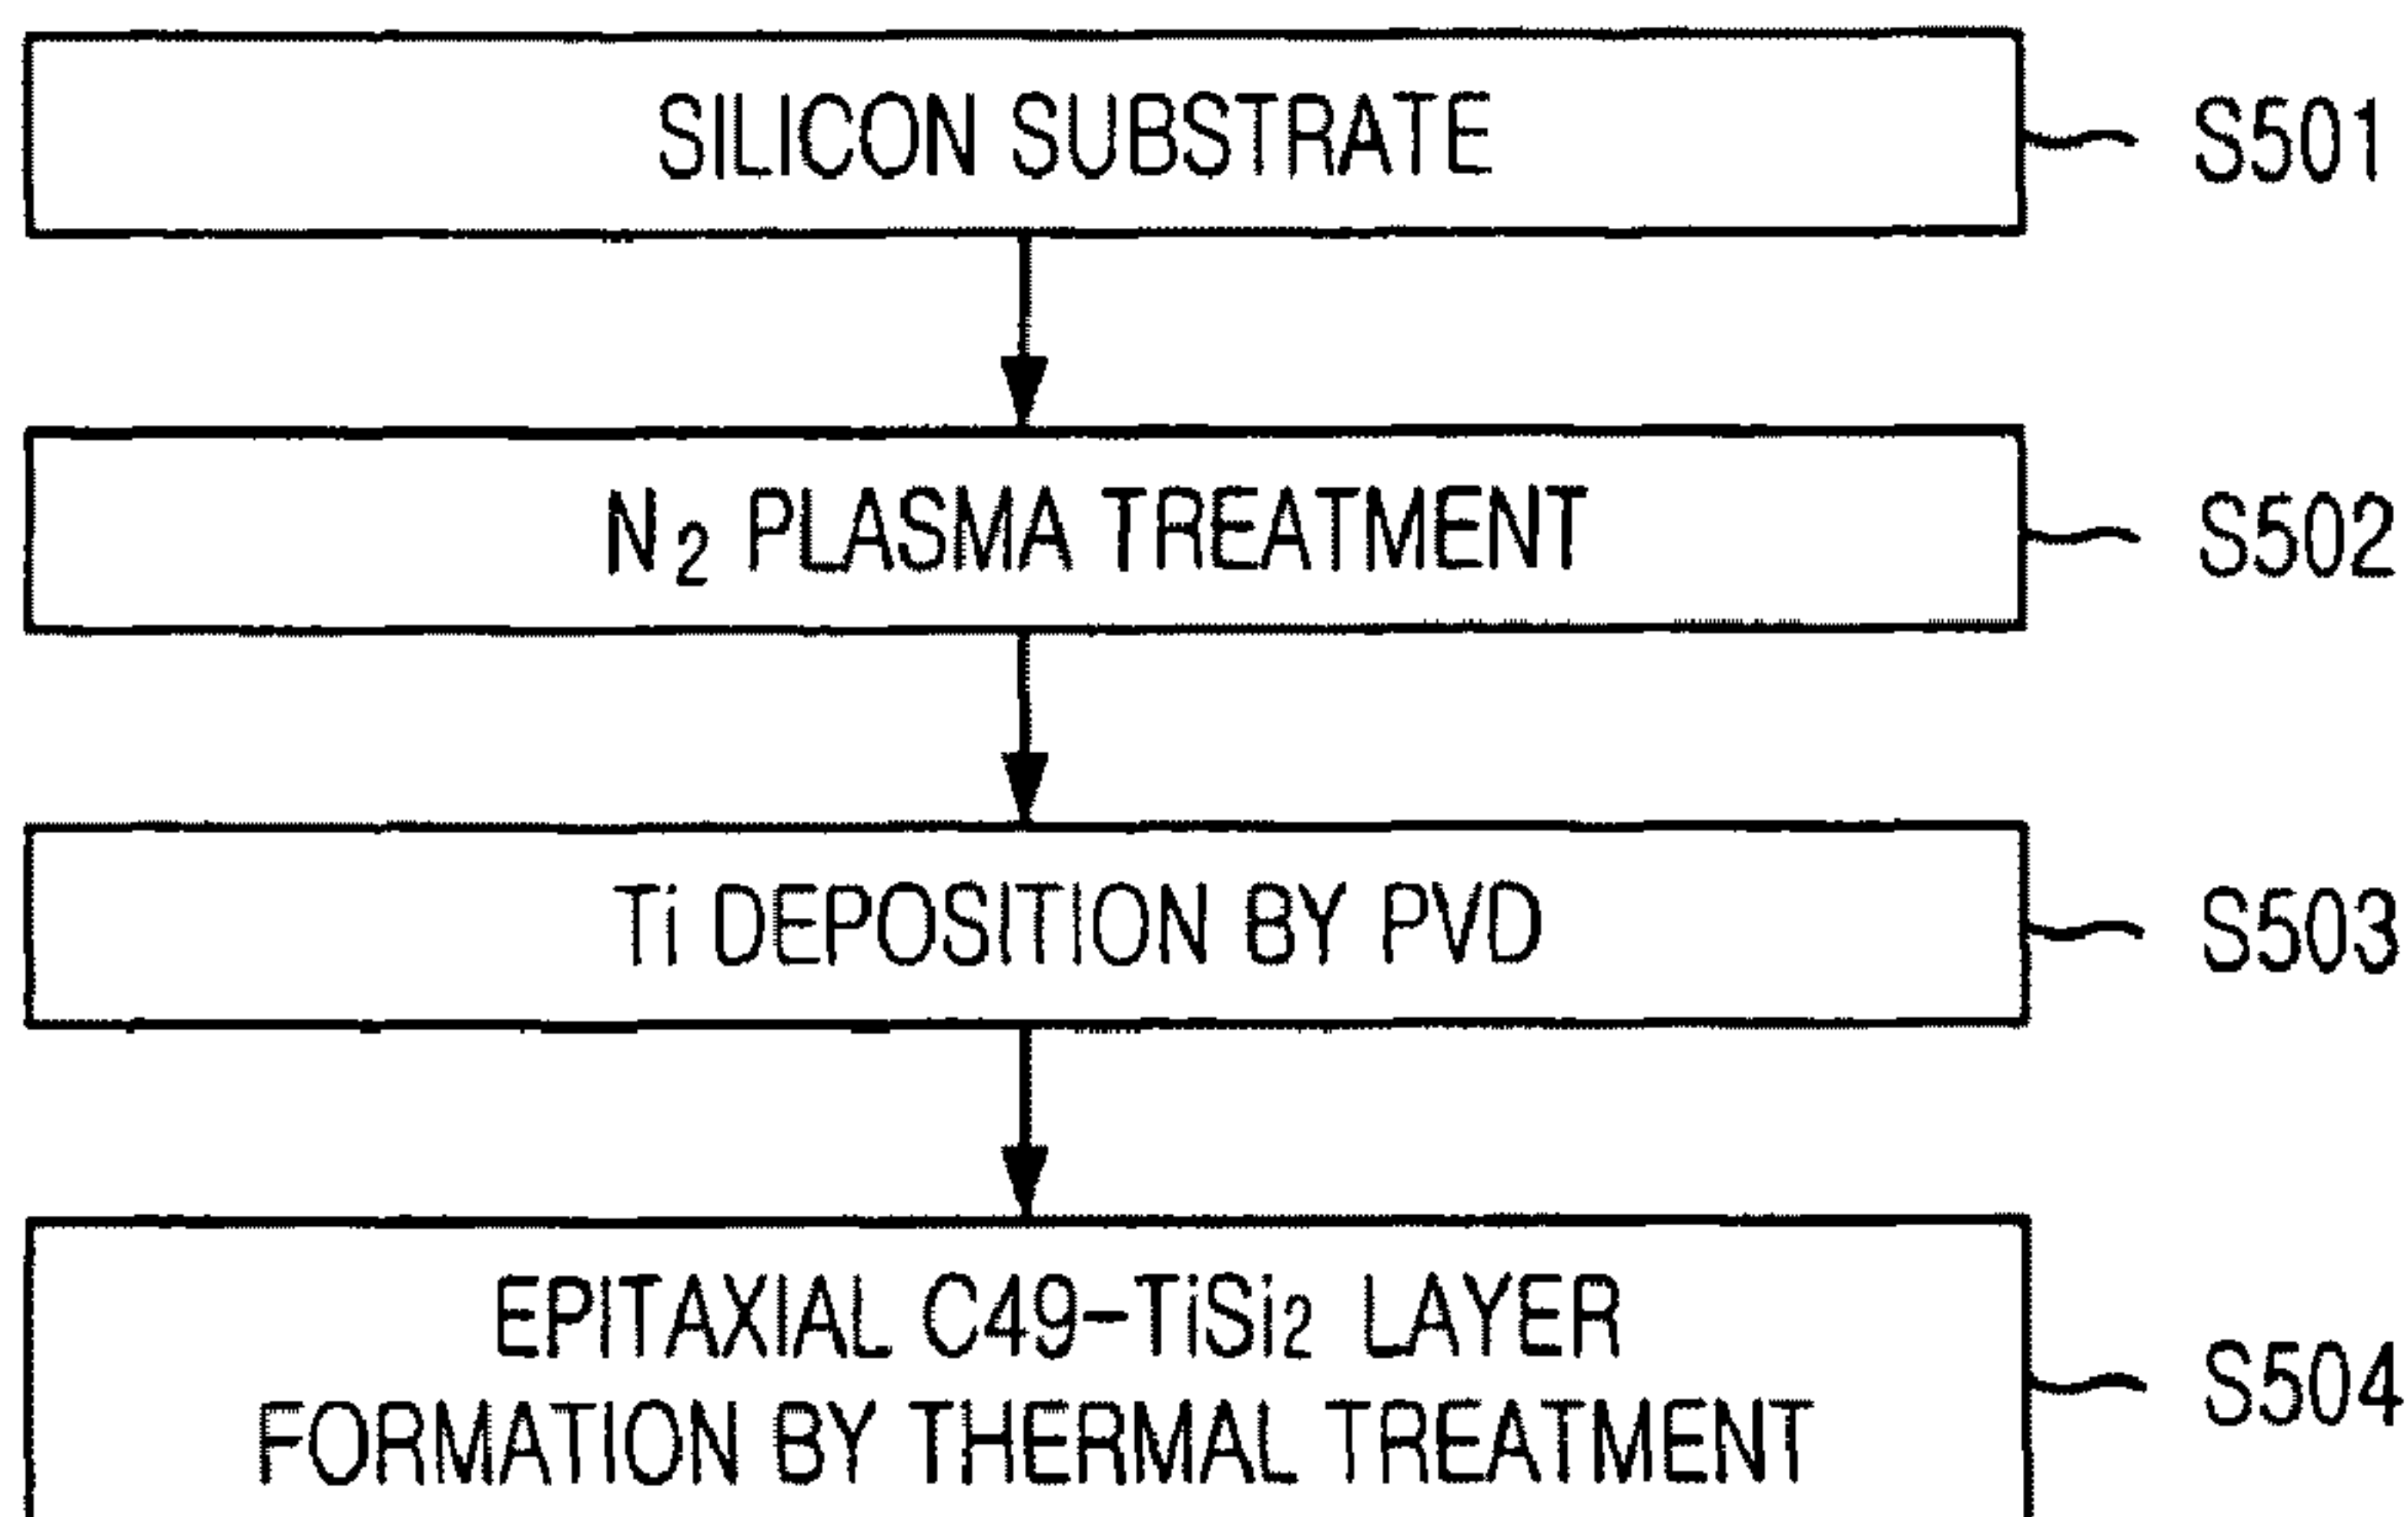 SILICON SUBSTRATE S501
N₂ PLASMA TREATMENT S502
Ti DEPOSITION BY PVD S503
EPITAXIAL C49-TiSi₂ LAYER
FORMATION BY THERMAL TREATMENT
S504